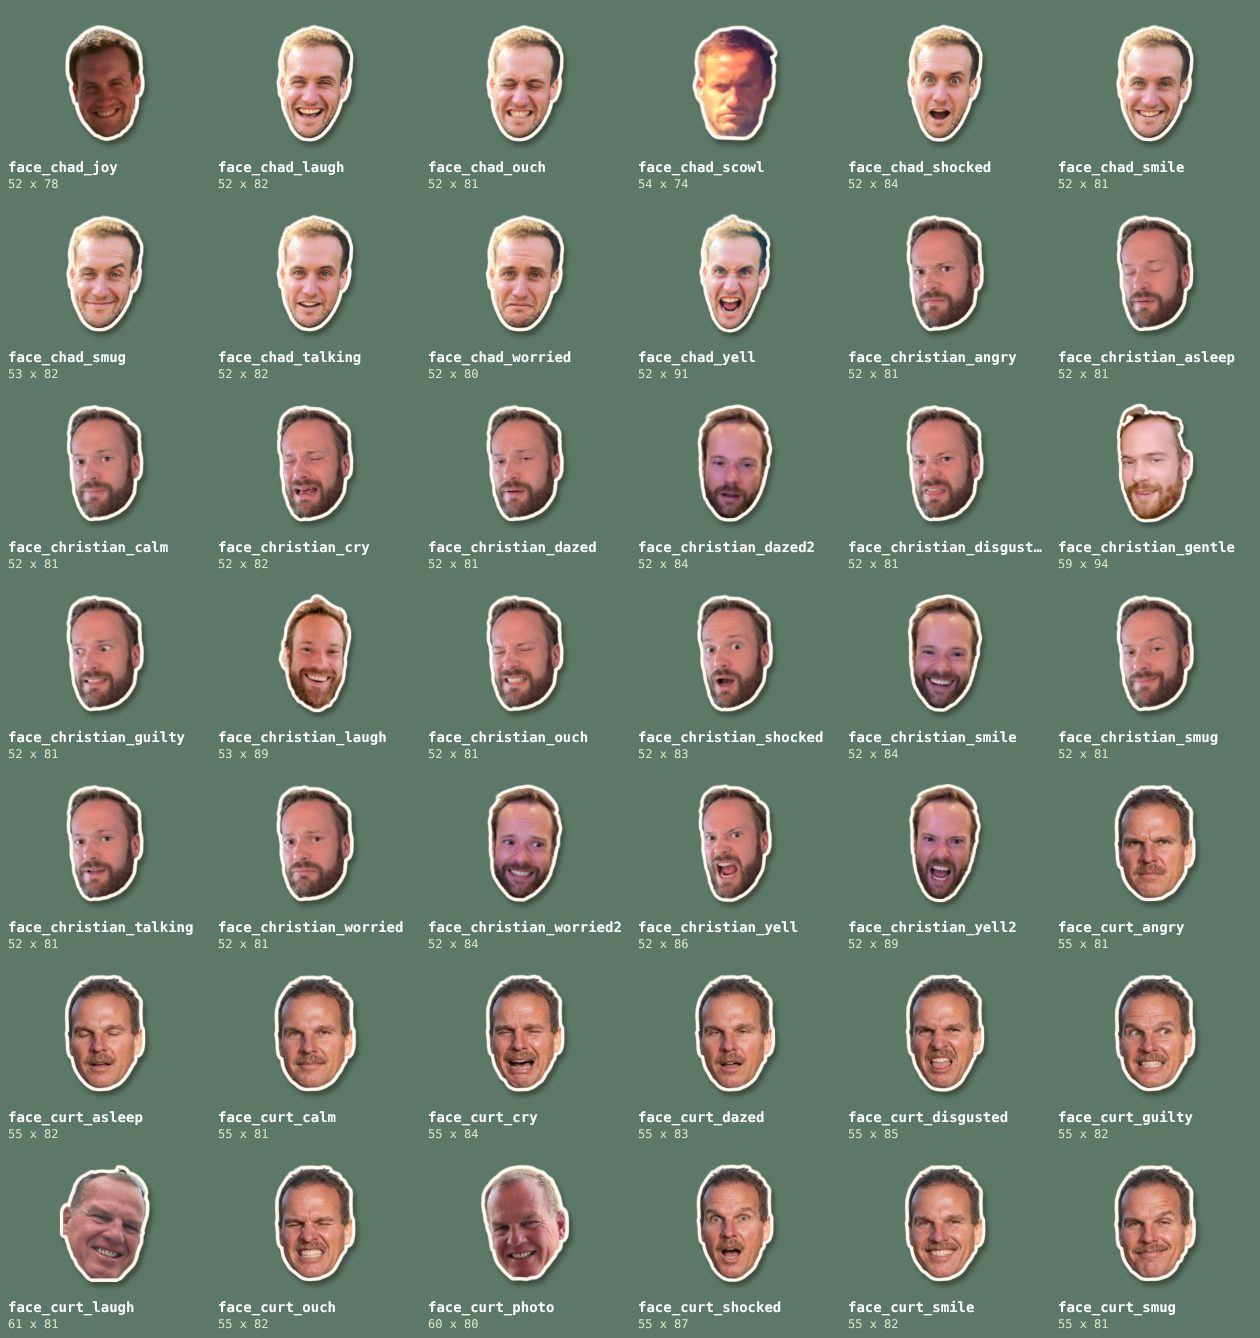 face_chad_joy face_chad_laugh face_chad_ouch face_chad_scowl face_chad_shocked face_chad_smile
52 x 78 52 x 82 52 x 81 54 x 74 52 x 84 52 x 81
face_chad_smug face_chad_talking face_chad_worried face_chad_yell face_christian_angry face_christian_asleep
53 x 82 52 x 82 52 x 80 52 x 91 52 x 81 52 x 81
face_christian_calm face_christian_cry face_christian_dazed face_christian_dazed2 face_christian_disgust… face_christian_gentle
52 x 81 52 x 82 52 x 81 52 x 84 52 x 81 59 x 94
face_christian_guilty face_christian_laugh face_christian_ouch face_christian_shocked face_christian_smile face_christian_smug
52 x 81 53 x 89 52 x 81 52 x 83 52 x 84 52 x 81
face_christian_talking face_christian_worried face_christian_worried2 face_christian_yell face_christian_yell2 face_curt_angry
52 x 81 52 x 81 52 x 84 52 x 86 52 x 89 55 x 81
face_curt_asleep face_curt_calm face_curt_cry face_curt_dazed face_curt_disgusted face_curt_guilty
55 x 82 55 x 81 55 x 84 55 x 83 55 x 85 55 x 82
face_curt_laugh face_curt_ouch face_curt_photo face_curt_shocked face_curt_smile face_curt_smug
61 x 81 55 x 82 60 x 80 55 x 87 55 x 82 55 x 81